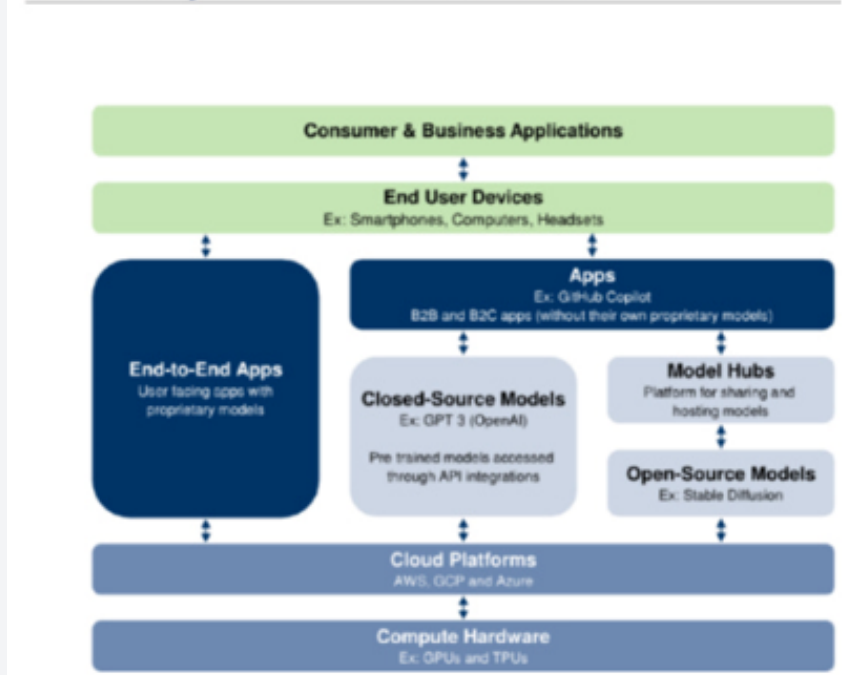 Consumer & Business Applications
End User Devices
Ex: Smartphones, Computers, Headsets
End-to-End Apps
User facing apps with
proprietary models
Apps
Ex: GitHub Copilot
B2B and B2C apps (without their own proprietary models)
Closed-Source Models
Ex: GPT 3 (OpenAI)
Pre trained models accessed
through API integrations
Model Hubs
Platform for sharing and
hosting models
Open-Source Models
Ex: Stable Diffusion
Cloud Platforms
AWS, GCP and Azure
Compute Hardware
Ex: GPUs and TPUs